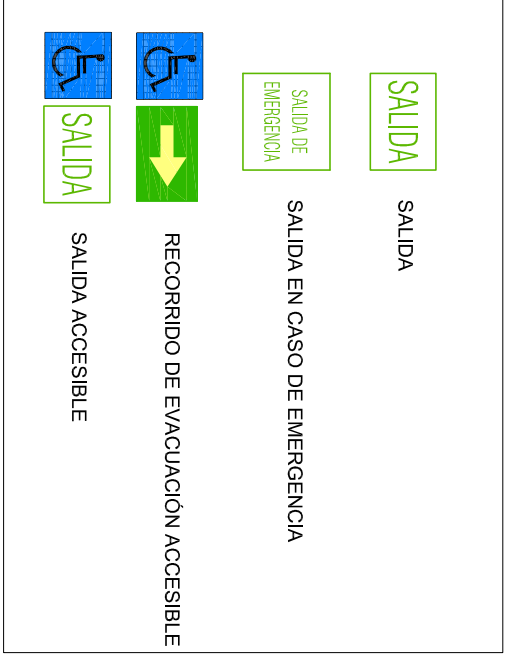 SALIDA
SALIDA
SALIDA DE
EMERGENCIA
SALIDA EN CASO DE EMERGENCIA
RECORRIDO DE EVACUACIÓN ACCESIBLE
SALIDA
SALIDA ACCESIBLE